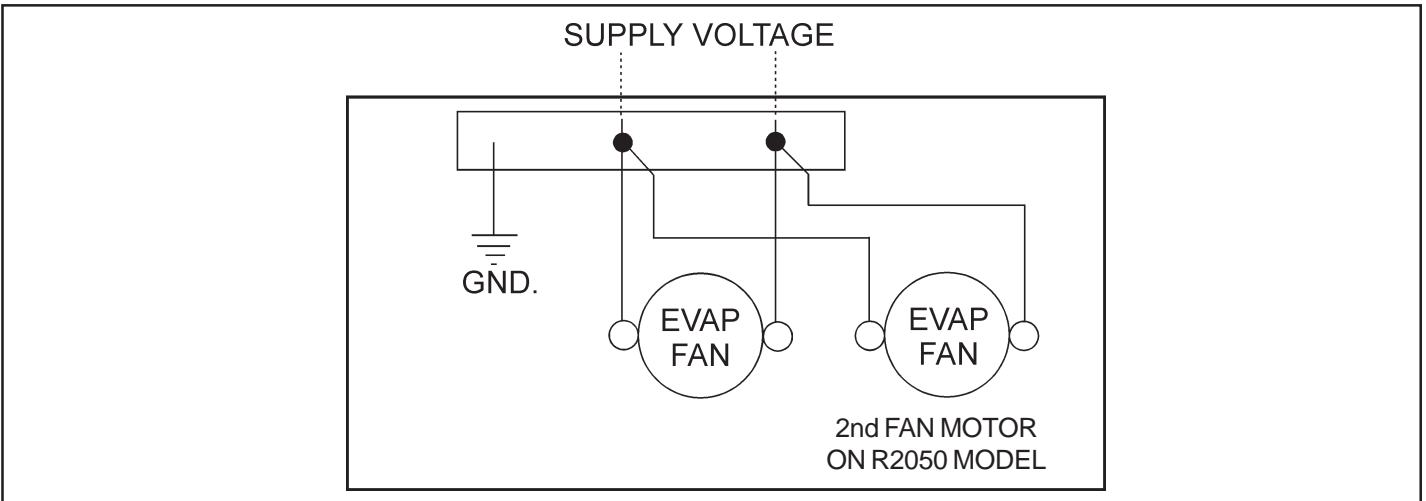 SUPPLY VOLTAGE
GND.
EVAP
FAN
EVAP
FAN
2nd FAN MOTOR
ON R2050 MODEL